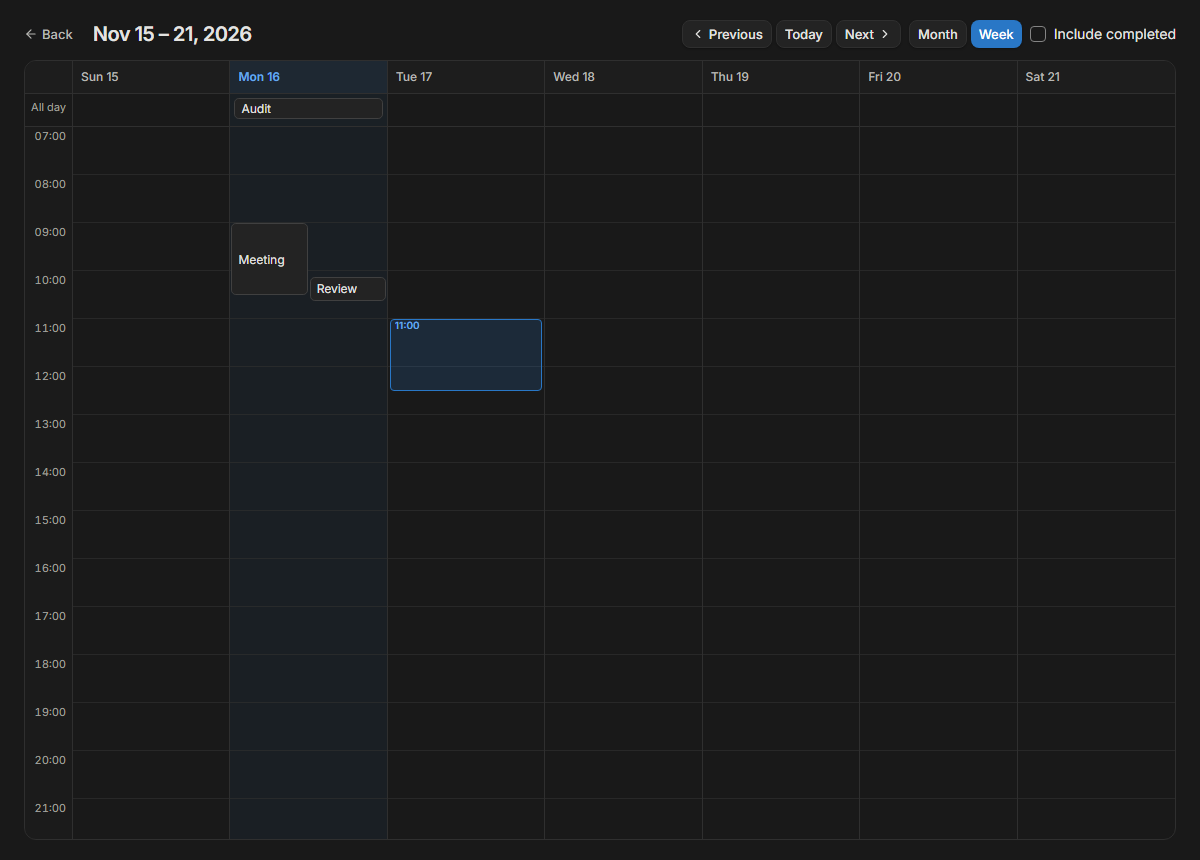 Back
Nov 15 – 21, 2026
Previous
Today
Next
Month
Week
Include completed
Sun 15
Mon 16
Tue 17
Wed 18
Thu 19
Fri 20
Sat 21
All day
Audit
07:00
08:00
09:00
Meeting
10:00
Review
11:00
11:00
12:00
13:00
14:00
15:00
16:00
17:00
18:00
19:00
20:00
21:00